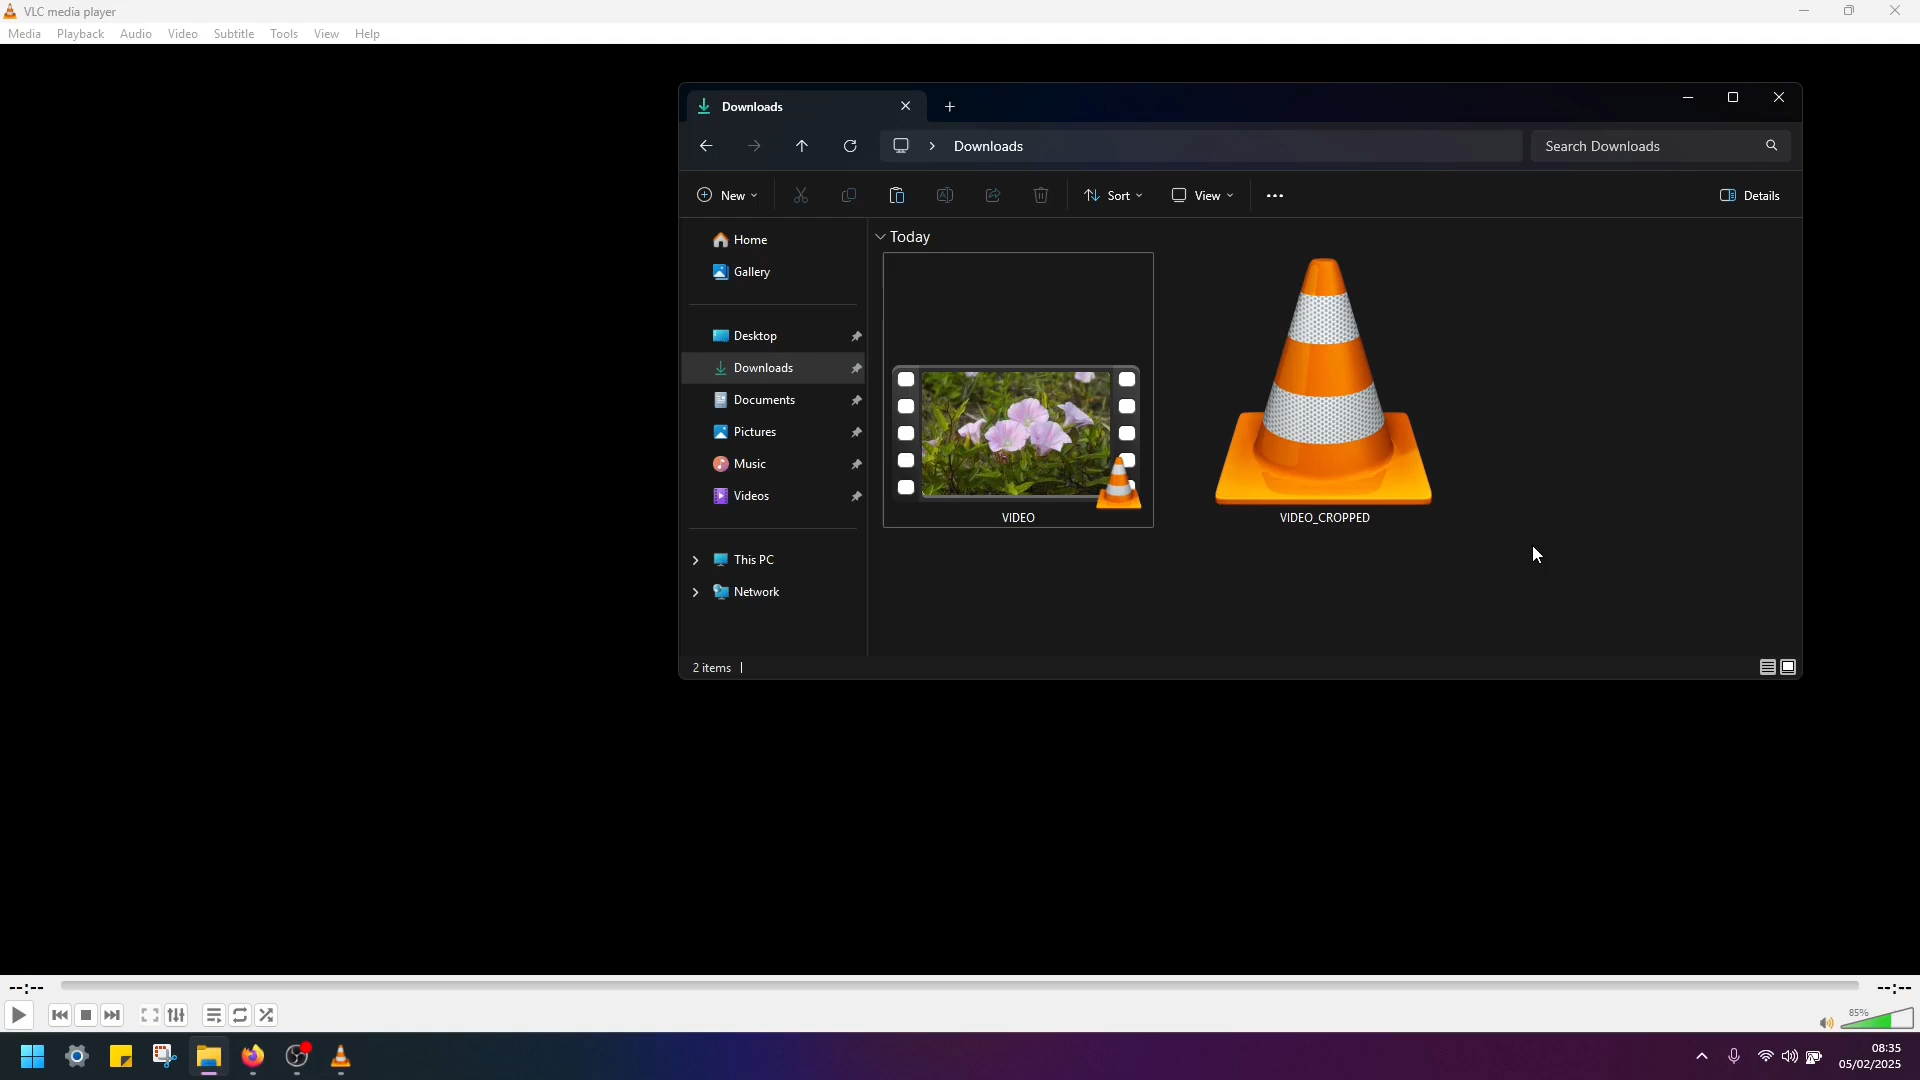 VLC media player
Media Playback Audio Video Subtitle Tools View Help
Downloads
Downloads
Search Downloads
New
Sort
View
Details
Home
Gallery
Desktop
Downloads
Documents
Pictures
Music
Videos
This PC
Network
Today
VIDEO
VIDEO_CROPPED
2 items
--:--
--:--
85%
08:35
05/02/2025